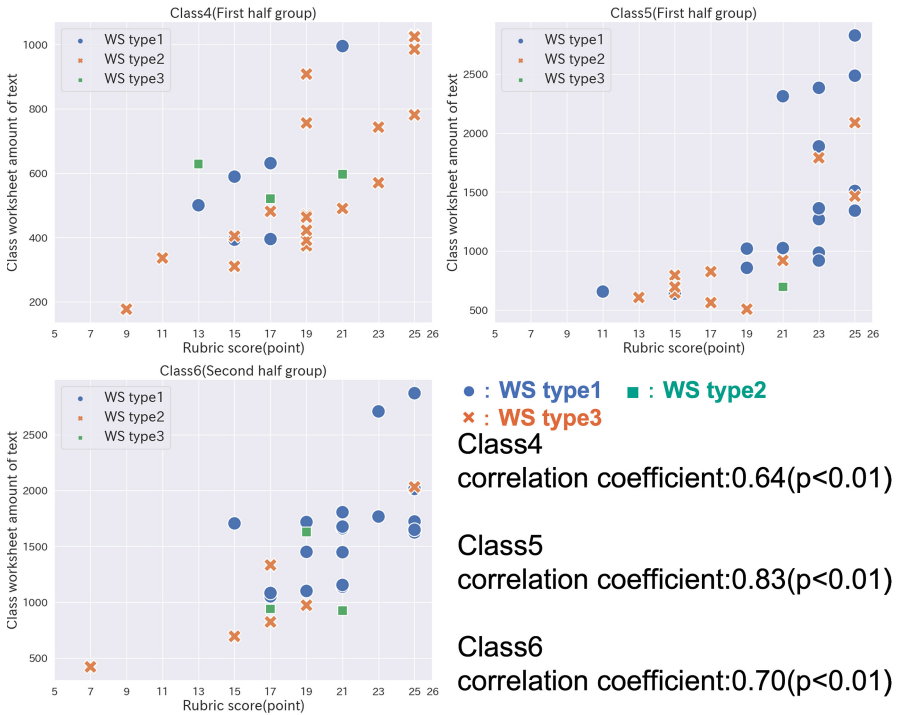 Class4(First half group)
Class worksheet amount of text
1000
800
600
400
200
WS type1
WS type2
WS type3
5 7 9 11 13 15 17 19 21 23 25 26
Rubric score(point)
Class5(First half group)
Class worksheet amount of text
2500
2000
1500
1000
500
WS type1
WS type2
WS type3
5 7 9 11 13 15 17 19 21 23 25 26
Rubric score(point)
Class6(Second half group)
Class worksheet amount of text
2500
2000
1500
1000
500
WS type1
WS type2
WS type3
5 7 9 11 13 15 17 19 21 23 25 26
Rubric score(point)
: WS type1 : WS type2
: WS type3
Class4
correlation coefficient:0.64(p<0.01)
Class5
correlation coefficient:0.83(p<0.01)
Class6
correlation coefficient:0.70(p<0.01)